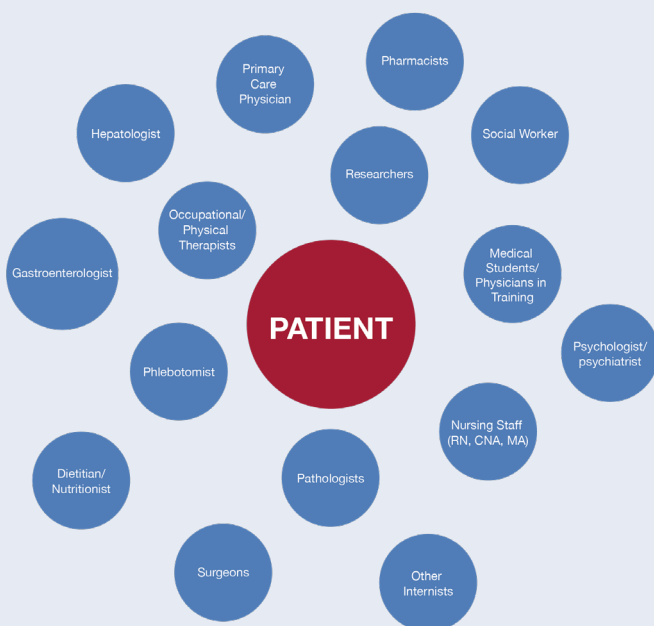 Pharmacists
Primary
Care
Physician
Hepatologist
Social Worker
Researchers
Occupational/
Physical
Therapists
Gastroenterologist
Medical
Students/
Physicians in
Training
PATIENT
Psychologist/
psychiatrist
Phlebotomist
Nursing Staff
(RN, CNA, MA)
Dietitian/
Nutritionist
Pathologists
Surgeons
Other
Internists